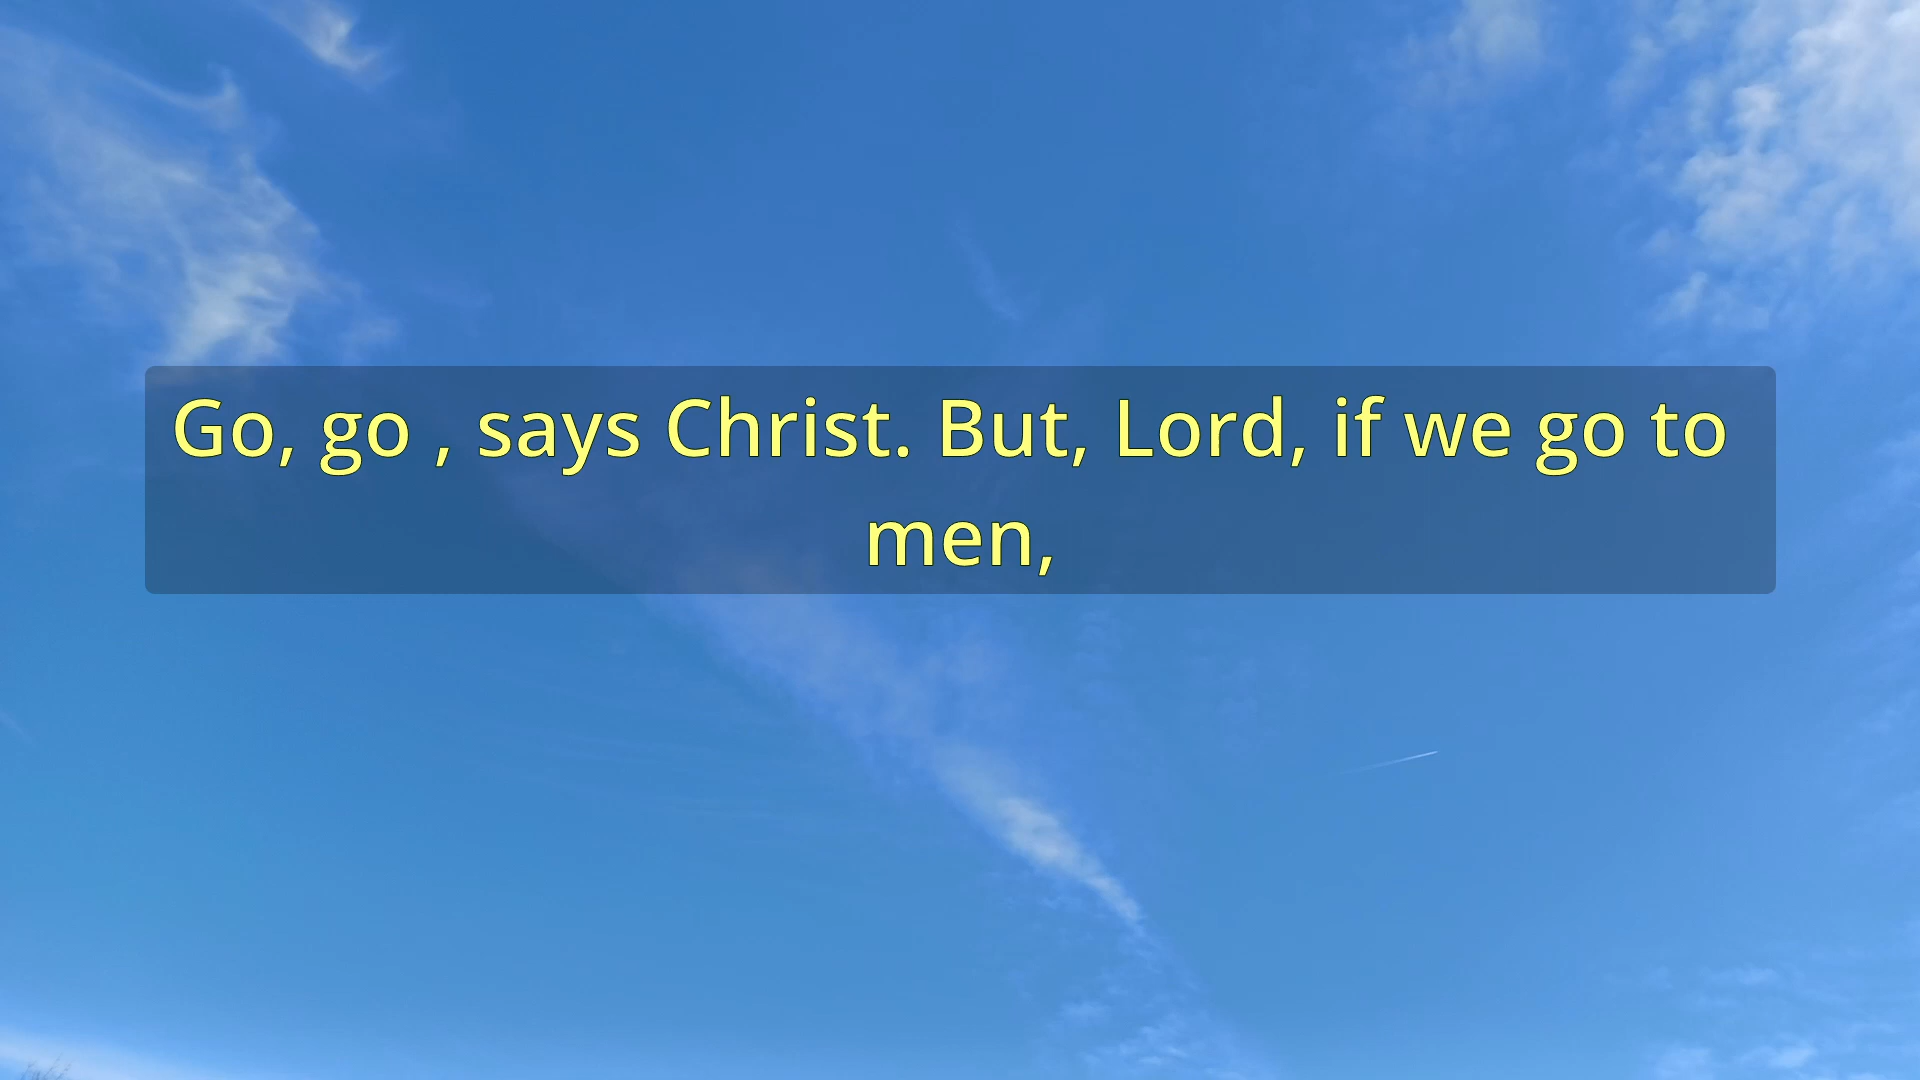 Go, go , says Christ. But, Lord, if we go to
men,